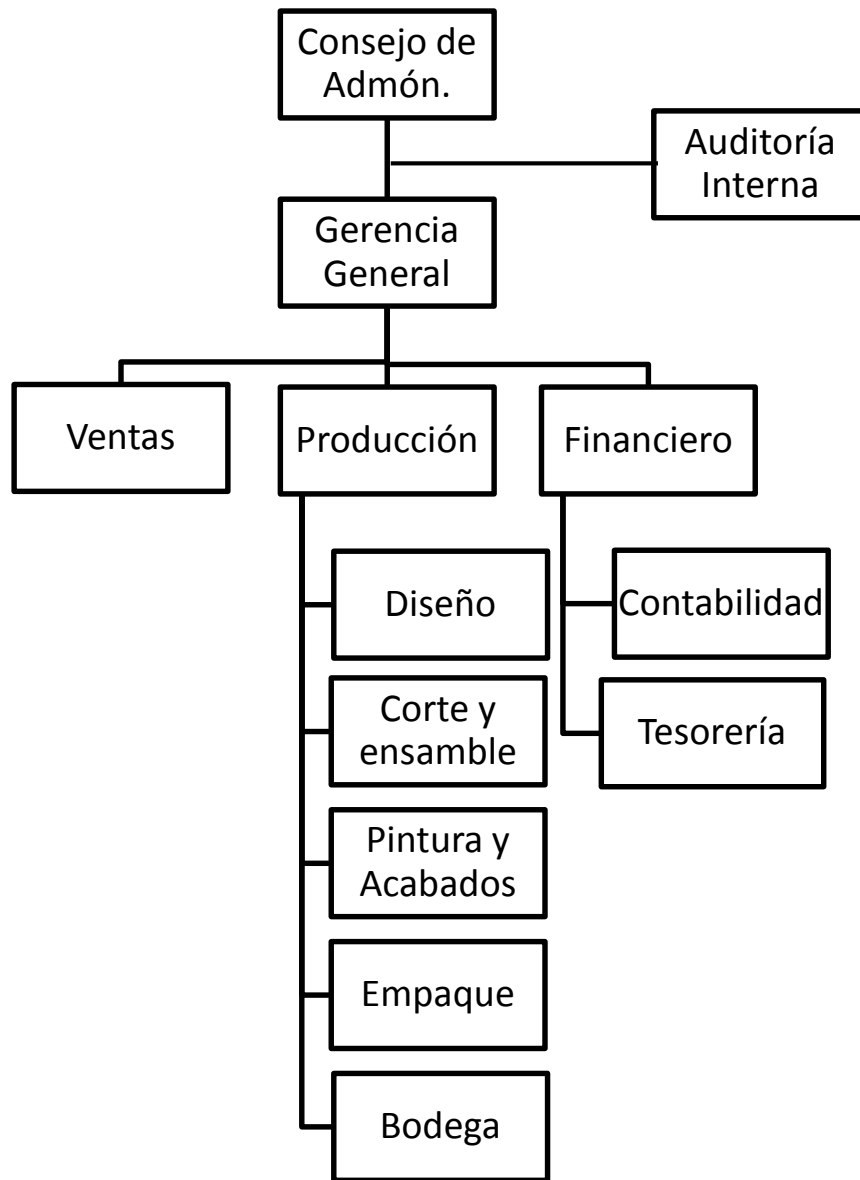 Consejo de
Admón.
Auditoría
Interna
Gerencia
General
Ventas
Producción
Financiero
Diseño
Contabilidad
Corte y
ensamble
Tesorería
Pintura y
Acabados
Empaque
Bodega